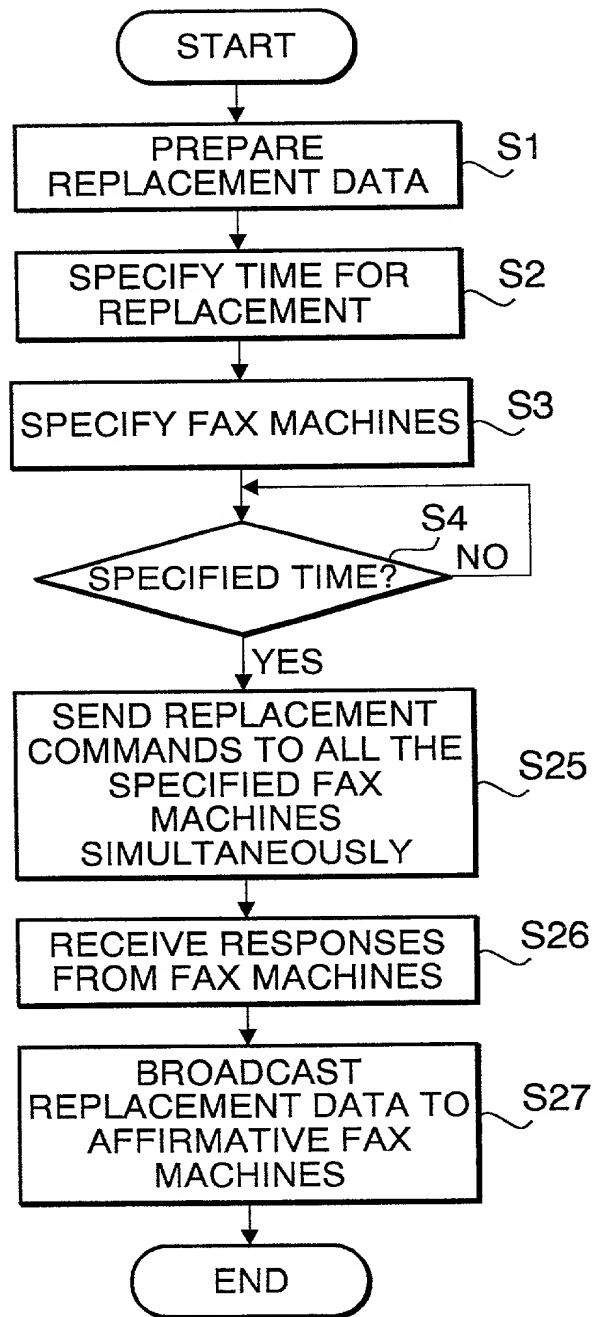 START
PREPARE
REPLACEMENT DATA
S1
SPECIFY TIME FOR
REPLACEMENT
S2
SPECIFY FAX MACHINES
S3
S4
SPECIFIED TIME?
NO
YES
SEND REPLACEMENT
COMMANDS TO ALL THE
SPECIFIED FAX
MACHINES
SIMULTANEOUSLY
S25
RECEIVE RESPONSES
FROM FAX MACHINES
S26
BROADCAST
REPLACEMENT DATA TO
AFFIRMATIVE FAX
MACHINES
S27
END